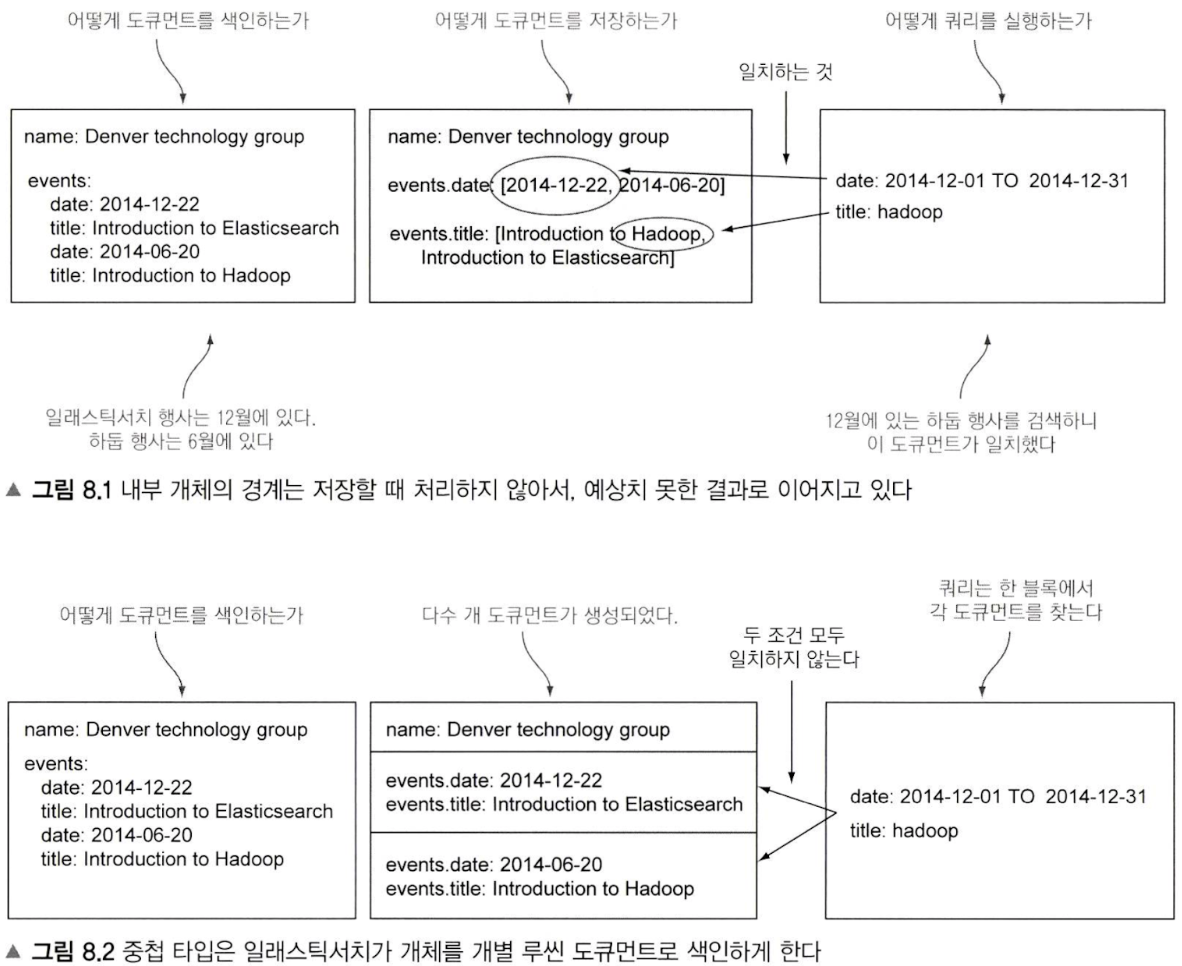 어떻게 도큐먼트를 색인하는가
어떻게 도큐먼트를 저장하는가
어떻게 쿼리를 실행하는가
일치하는 것
name: Denver technology group
events:
date: 2014-12-22
title: Introduction to Elasticsearch
date: 2014-06-20
title: Introduction to Hadoop
name: Denver technology group
events.date: [2014-12-22, 2014-06-20]
events.title: [Introduction to Hadoop,
Introduction to Elasticsearch]
date: 2014-12-01 TO 2014-12-31
title: hadoop
일래스틱서치 행사는 12월에 있다.
하둡 행사는 6월에 있다
12월에 있는 하둡 행사를 검색하니
이 도큐먼트가 일치했다
▲ 그림 8.1 내부 개체의 경계는 저장할 때 처리하지 않아서, 예상치 못한 결과로 이어지고 있다
어떻게 도큐먼트를 색인하는가
다수 개 도큐먼트가 생성되었다.
쿼리는 한 블록에서
각 도큐먼트를 찾는다
두 조건 모두
일치하지 않는다
name: Denver technology group
events:
date: 2014-12-22
title: Introduction to Elasticsearch
date: 2014-06-20
title: Introduction to Hadoop
name: Denver technology group
events.date: 2014-12-22
events.title: Introduction to Elasticsearch
events.date: 2014-06-20
events.title: Introduction to Hadoop
date: 2014-12-01 TO 2014-12-31
title: hadoop
▲ 그림 8.2 중첩 타입은 일래스틱서치가 개체를 개별 루씬 도큐먼트로 색인하게 한다